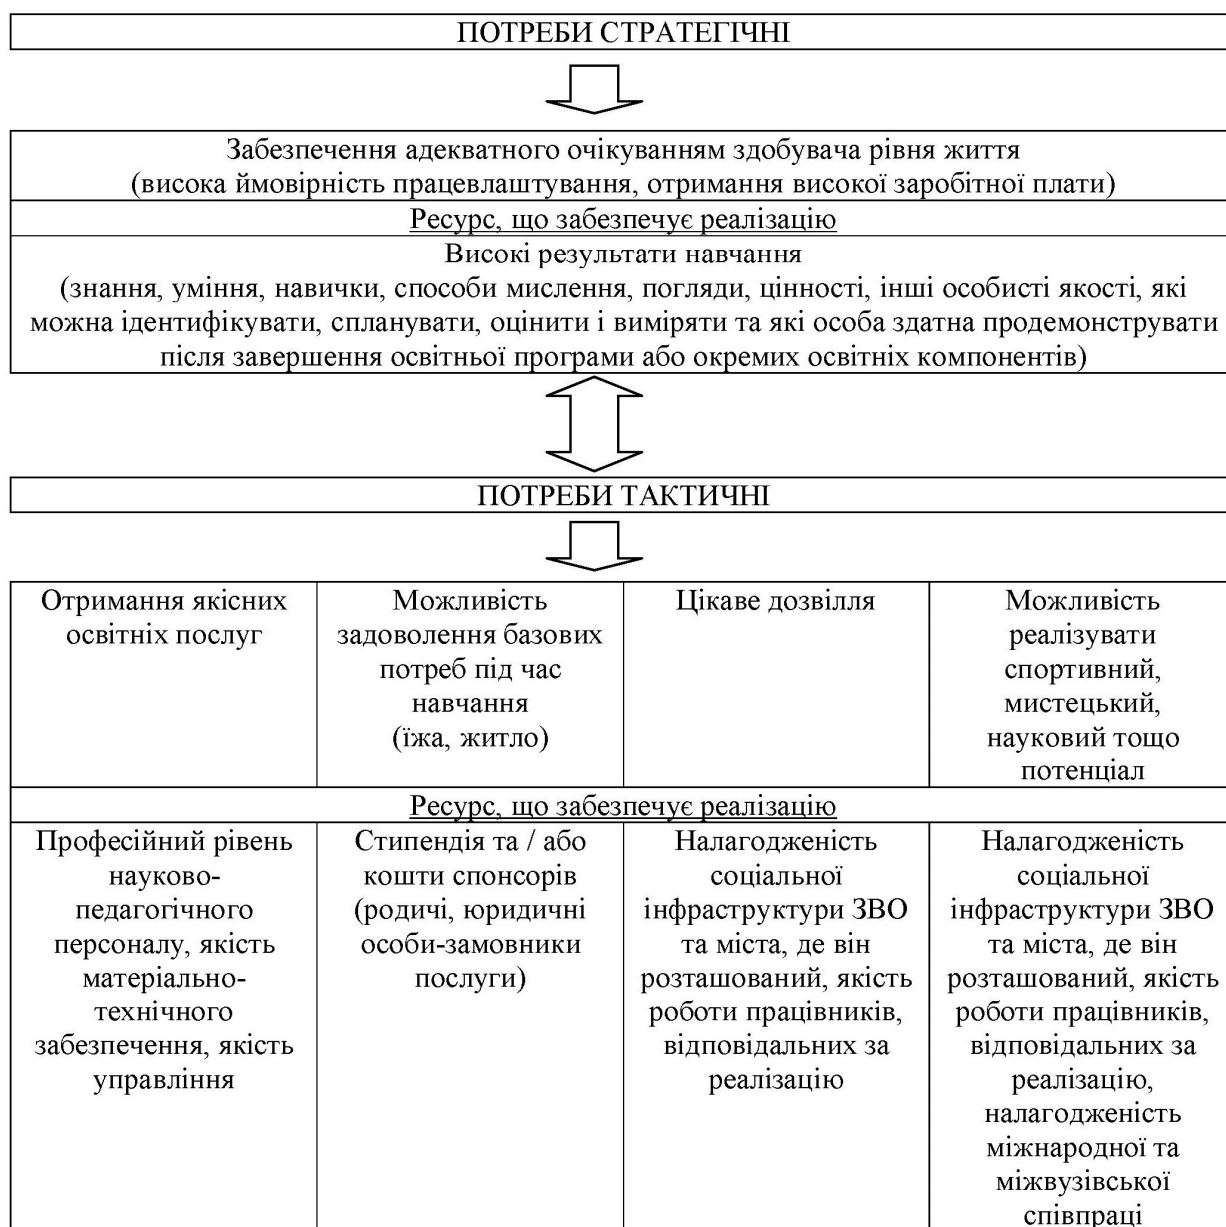 ПОТРЕБИ СТРАТЕГІЧНІ
Забезпечення адекватного очікуванням здобувача рівня життя
(висока ймовірність працевлаштування, отримання високої заробітної плати)
Ресурс, що забезпечує реалізацію
Високі результати навчання
(знання, уміння, навички, способи мислення, погляди, цінності, інші особисті якості, які
можна ідентифікувати, спланувати, оцінити і виміряти та які особа здатна продемонструвати
після завершення освітньої програми або окремих освітніх компонентів)
ПОТРЕБИ ТАКТИЧНІ
Отримання якісних
освітніх послуг
Можливість
задоволення базових
потреб під час
навчання
(їжа, житло)
Цікаве дозвілля
Можливість
реалізувати
спортивний,
мистецький,
науковий тощо
потенціал
Ресурс, що забезпечує реалізацію
Професійний рівень
науково-
педагогічного
персоналу, якість
матеріально-
технічного
забезпечення, якість
управління
Стипендія та / або
кошти спонсорів
(родичі, юридичні
особи-замовники
послуги)
Налагодженість
соціальної
інфраструктури ЗВО
та міста, де він
розташований, якість
роботи працівників,
відповідальних за
реалізацію
Налагодженість
соціальної
інфраструктури ЗВО
та міста, де він
розташований, якість
роботи працівників,
відповідальних за
реалізацію,
налагодженість
міжнародної та
міжвузівської
співпраці